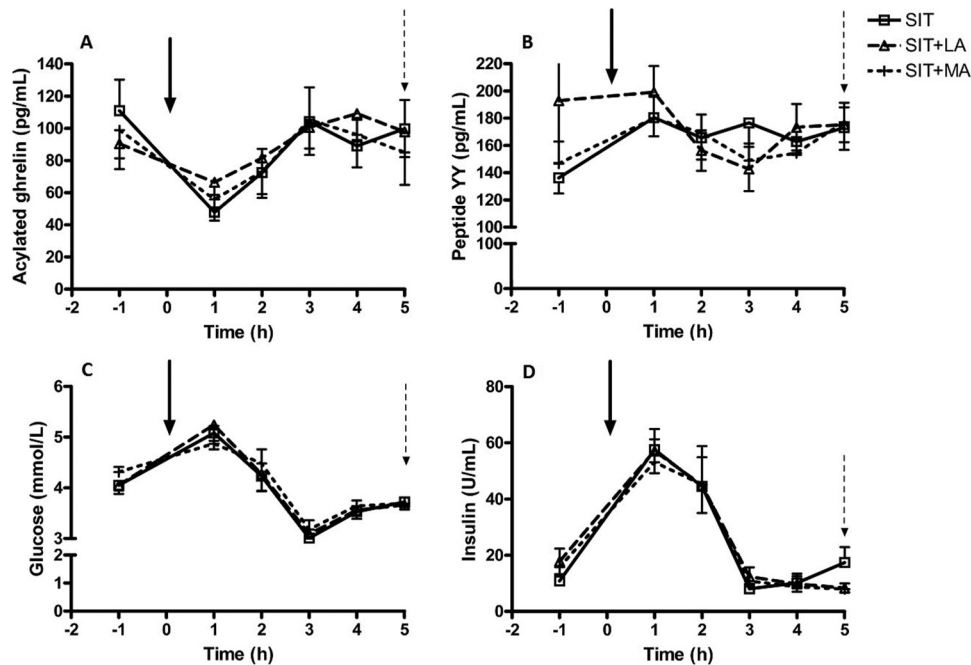 SIT
SIT+LA
SIT+MA
A
Acylated ghrelin (pg/mL)
140
120
100
80
60
40
20
0
-2 -1 0 1 2 3 4 5
Time (h)
B
Peptide YY (pg/mL)
220
200
180
160
140
120
100
100
0
-2 -1 0 1 2 3 4 5
Time (h)
C
Glucose (mmol/L)
6
5
4
3
2
1
0
-2 -1 0 1 2 3 4 5
Time (h)
D
Insulin (U/mL)
80
60
40
20
0
-2 -1 0 1 2 3 4 5
Time (h)